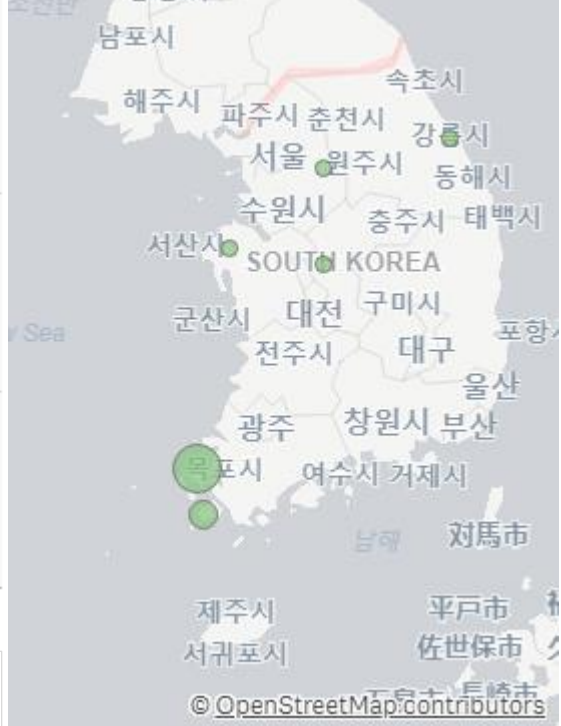 남포시
해주시
속초시
파주시
춘천시
강릉시
서울
원주시
동해시
수원시
충주시
태백시
서산시
SOUTH KOREA
군산시
대전
구미시
Sea
포항
전주시
대구
울산
광주
창원시
부산
목포시
여수시
거제시
남해
対馬市
제주시
平戸市
서귀포시
佐世保市
長崎市
© OpenStreetMap contributors